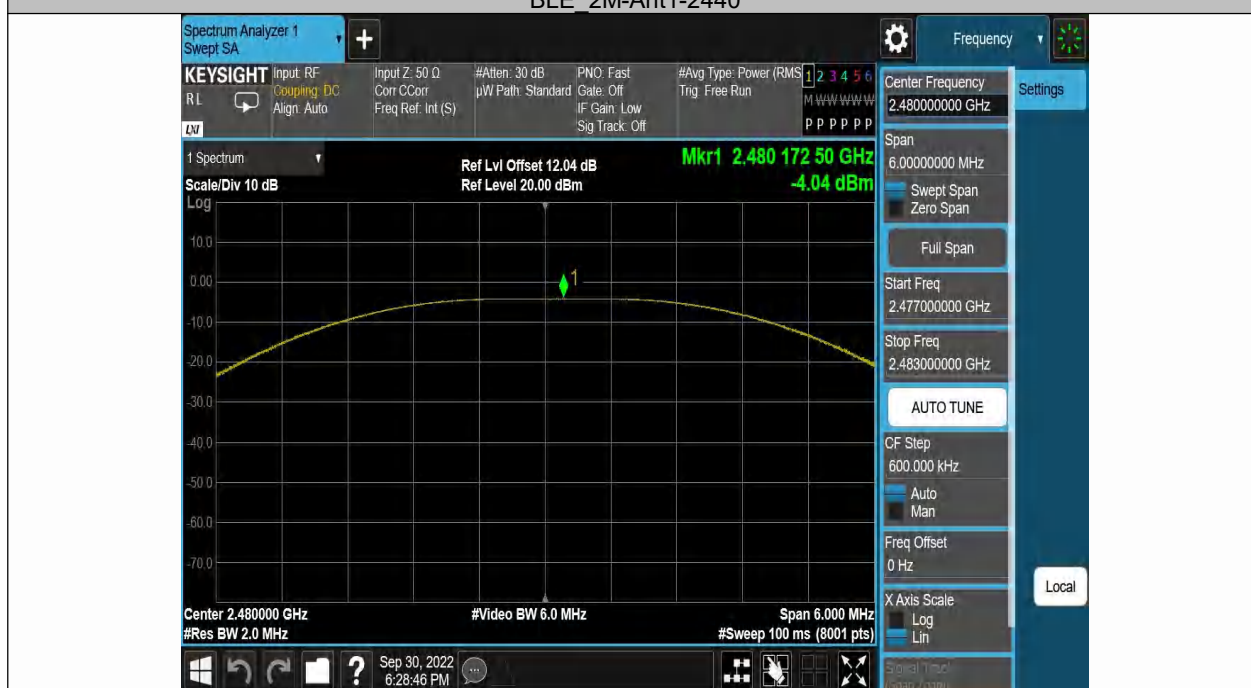 BLE_2M-Ant1-2440
Spectrum Analyzer 1
Swept SA
+
Frequency
KEYSIGHT
RL
LXI
Input: RF
Coupling: DC
Align: Auto
Input Z: 50 Ω
Corr CCorr
Freq Ref: Int (S)
#Atten: 30 dB
µW Path: Standard
PNO: Fast
Gate: Off
IF Gain: Low
Sig Track: Off
#Avg Type: Power (RMS
Trig: Free Run
1 2 3 4 5 6
M W W W W W
P P P P P P
Center Frequency
2.480000000 GHz
Settings
Span
6.00000000 MHz
Swept Span
Zero Span
Full Span
Start Freq
2.477000000 GHz
Stop Freq
2.483000000 GHz
AUTO TUNE
CF Step
600.000 kHz
Auto
Man
Freq Offset
0 Hz
X Axis Scale
Log
Lin
Signal Track
Local
1 Spectrum
Scale/Div 10 dB
Log
Ref Lvl Offset 12.04 dB
Ref Level 20.00 dBm
Mkr1 2.480 172 50 GHz
-4.04 dBm
10.0
0.00
-10.0
-20.0
-30.0
-40.0
-50.0
-60.0
-70.0
1
Center 2.480000 GHz
#Res BW 2.0 MHz
#Video BW 6.0 MHz
Span 6.000 MHz
#Sweep 100 ms (8001 pts)
?
Sep 30, 2022
6:28:46 PM